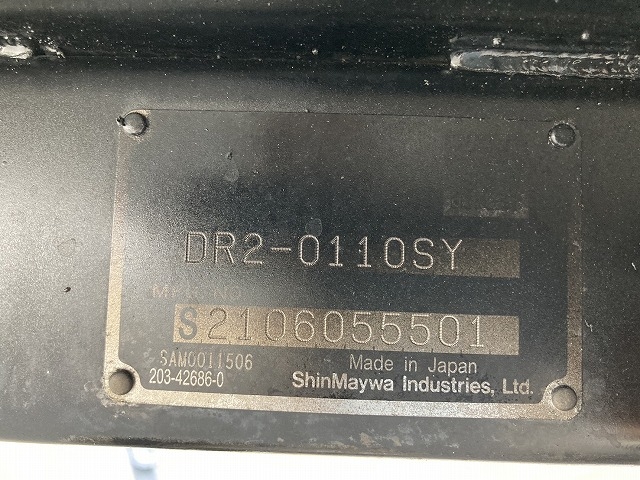 DR2-0110SY
S2106055501
SAM0011506
Made in Japan
203-42686-0
ShinMaywa Industries, Ltd.